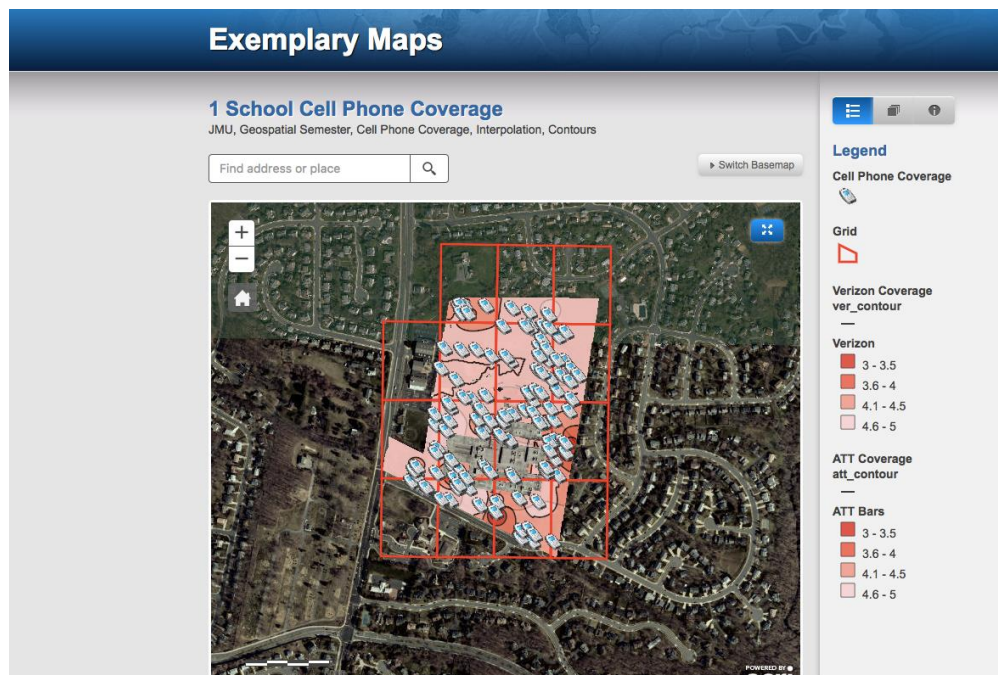 Exemplary Maps
1 School Cell Phone Coverage
JMU, Geospatial Semester, Cell Phone Coverage, Interpolation, Contours
Find address or place
Switch Basemap
+
−
Legend
Cell Phone Coverage
Grid
Verizon Coverage
ver_contour
Verizon
3 - 3.5
3.6 - 4
4.1 - 4.5
4.6 - 5
ATT Coverage
att_contour
ATT Bars
3 - 3.5
3.6 - 4
4.1 - 4.5
4.6 - 5
POWERED BY